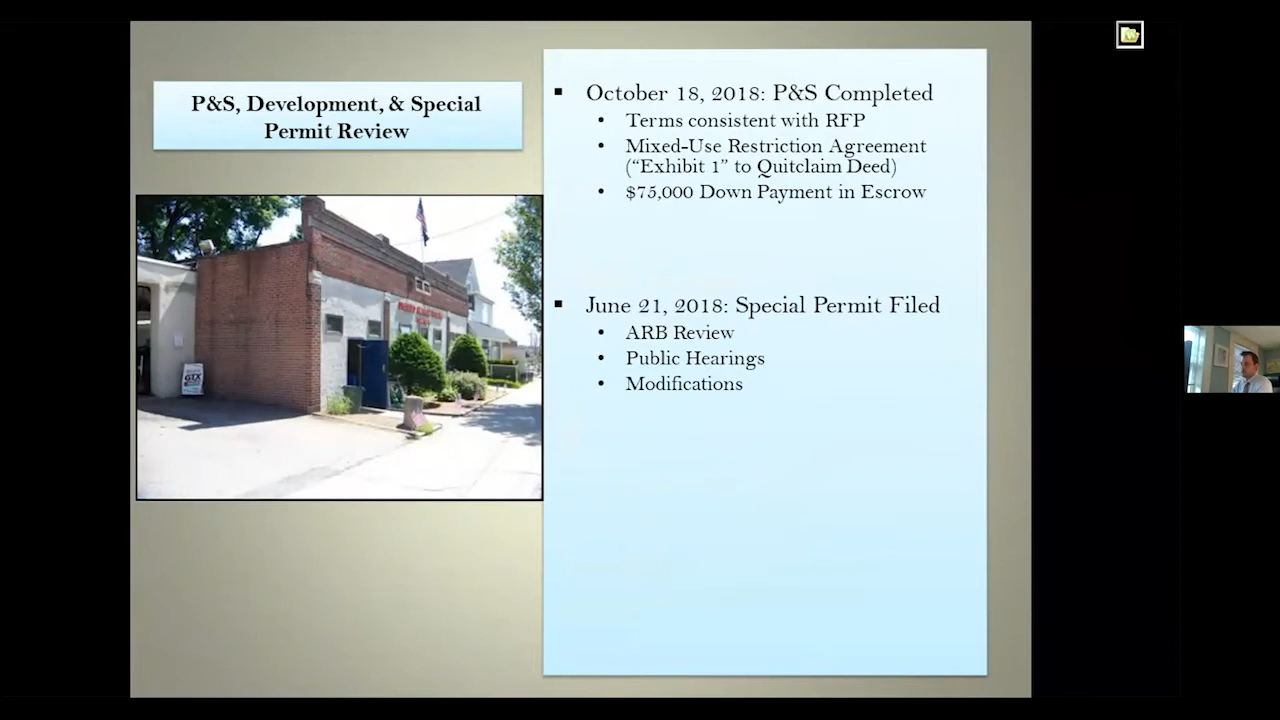 P&S, Development, & Special
Permit Review
▪ October 18, 2018: P&S Completed
• Terms consistent with RFP
• Mixed-Use Restriction Agreement
(“Exhibit 1” to Quitclaim Deed)
• $75,000 Down Payment in Escrow
▪ June 21, 2018: Special Permit Filed
• ARB Review
• Public Hearings
• Modifications
GTX